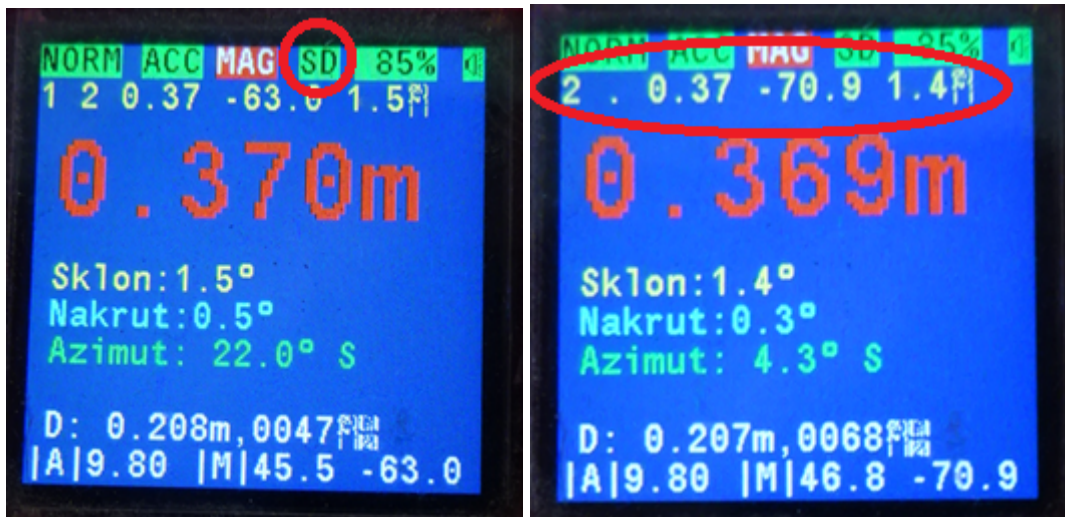 NORM ACC MAG SD 85%
1 2 0.37 -63.0 1.5
0.370m
Sklon:1.5°
Nakrut:0.5°
Azimut: 22.0° S
D: 0.208m,0047
|A|9.80 |M|45.5 -63.0
NORM ACC MAG SD 85%
2 . 0.37 -70.9 1.4
0.369m
Sklon:1.4°
Nakrut:0.3°
Azimut: 4.3° S
D: 0.207m,0068
|A|9.80 |M|46.8 -70.9